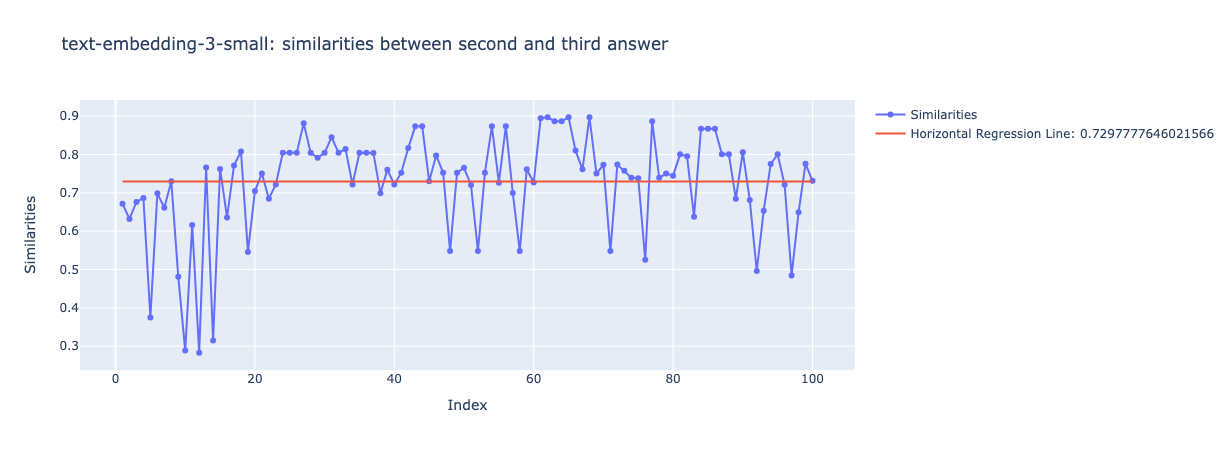 text-embedding-3-small: similarities between second and third answer
Similarities
Horizontal Regression Line: 0.7297777646021566
0.9
0.8
0.7
0.6
0.5
0.4
0.3
Similarities
0 20 40 60 80 100
Index